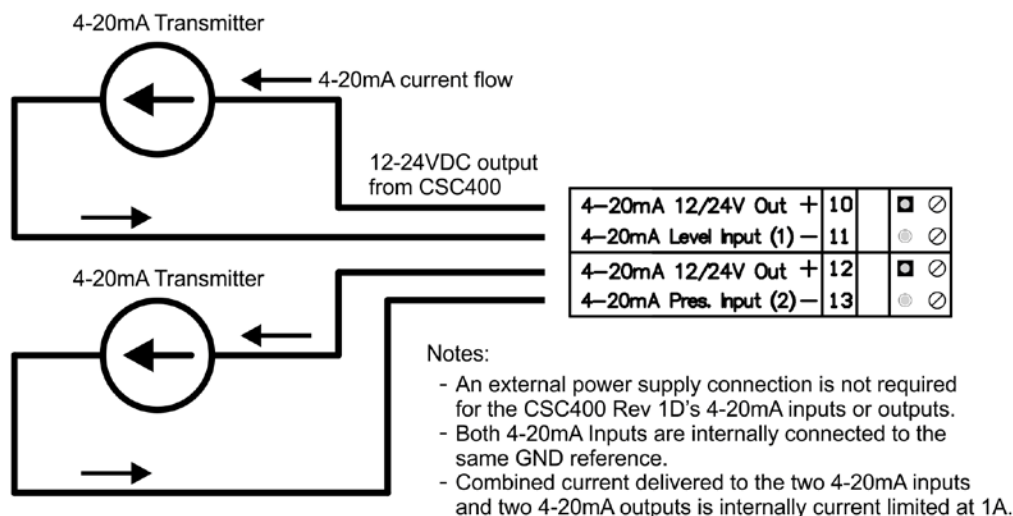 4-20mA Transmitter
4-20mA current flow
12-24VDC output
from CSC400
4-20mA 12/24V Out + 10
4-20mA Level Input (1) - 11
4-20mA Transmitter
4-20mA 12/24V Out + 12
4-20mA Pres. Input (2) - 13
Notes:
- An external power supply connection is not required
for the CSC400 Rev 1D's 4-20mA inputs or outputs.
- Both 4-20mA Inputs are internally connected to the
same GND reference.
- Combined current delivered to the two 4-20mA inputs
and two 4-20mA outputs is internally current limited at 1A.